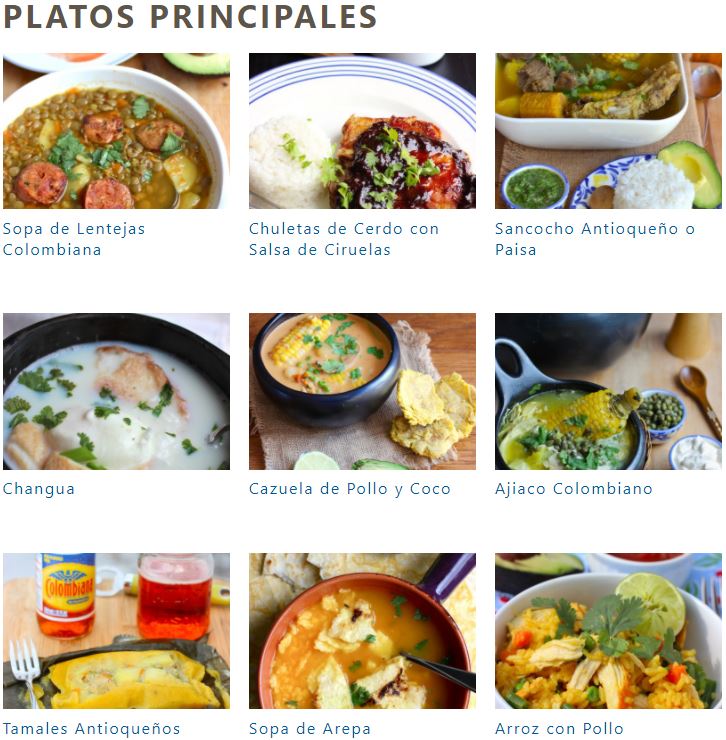 PLATOS PRINCIPALES
Sopa de Lentejas
Colombiana
Chuletas de Cerdo con
Salsa de Ciruelas
Sancocho Antioqueño o
Paisa
Changua
Cazuela de Pollo y Coco
Ajiaco Colombiano
Colombiana
Tamales Antioqueños
Sopa de Arepa
Arroz con Pollo